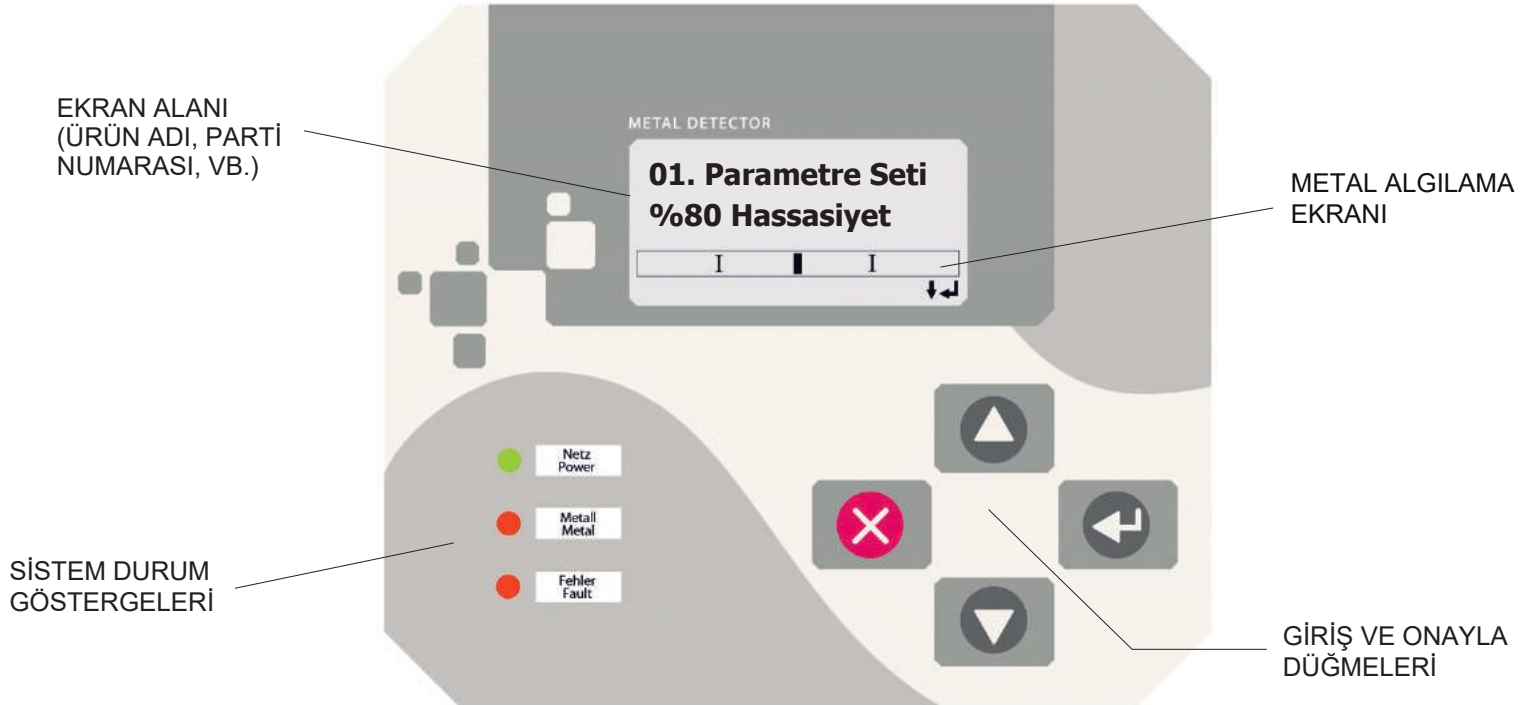 EKRAN ALANI
(ÜRÜN ADI, PARTİ
NUMARASI, VB.)
METAL DETECTOR
01. Parametre Seti
%80 Hassasiyet
I I
METAL ALGILAMA
EKRANI
Netz
Power
Metall
Metal
Fehler
Fault
SİSTEM DURUM
GÖSTERGELERİ
GİRİŞ VE ONAYLA
DÜĞMELERİ